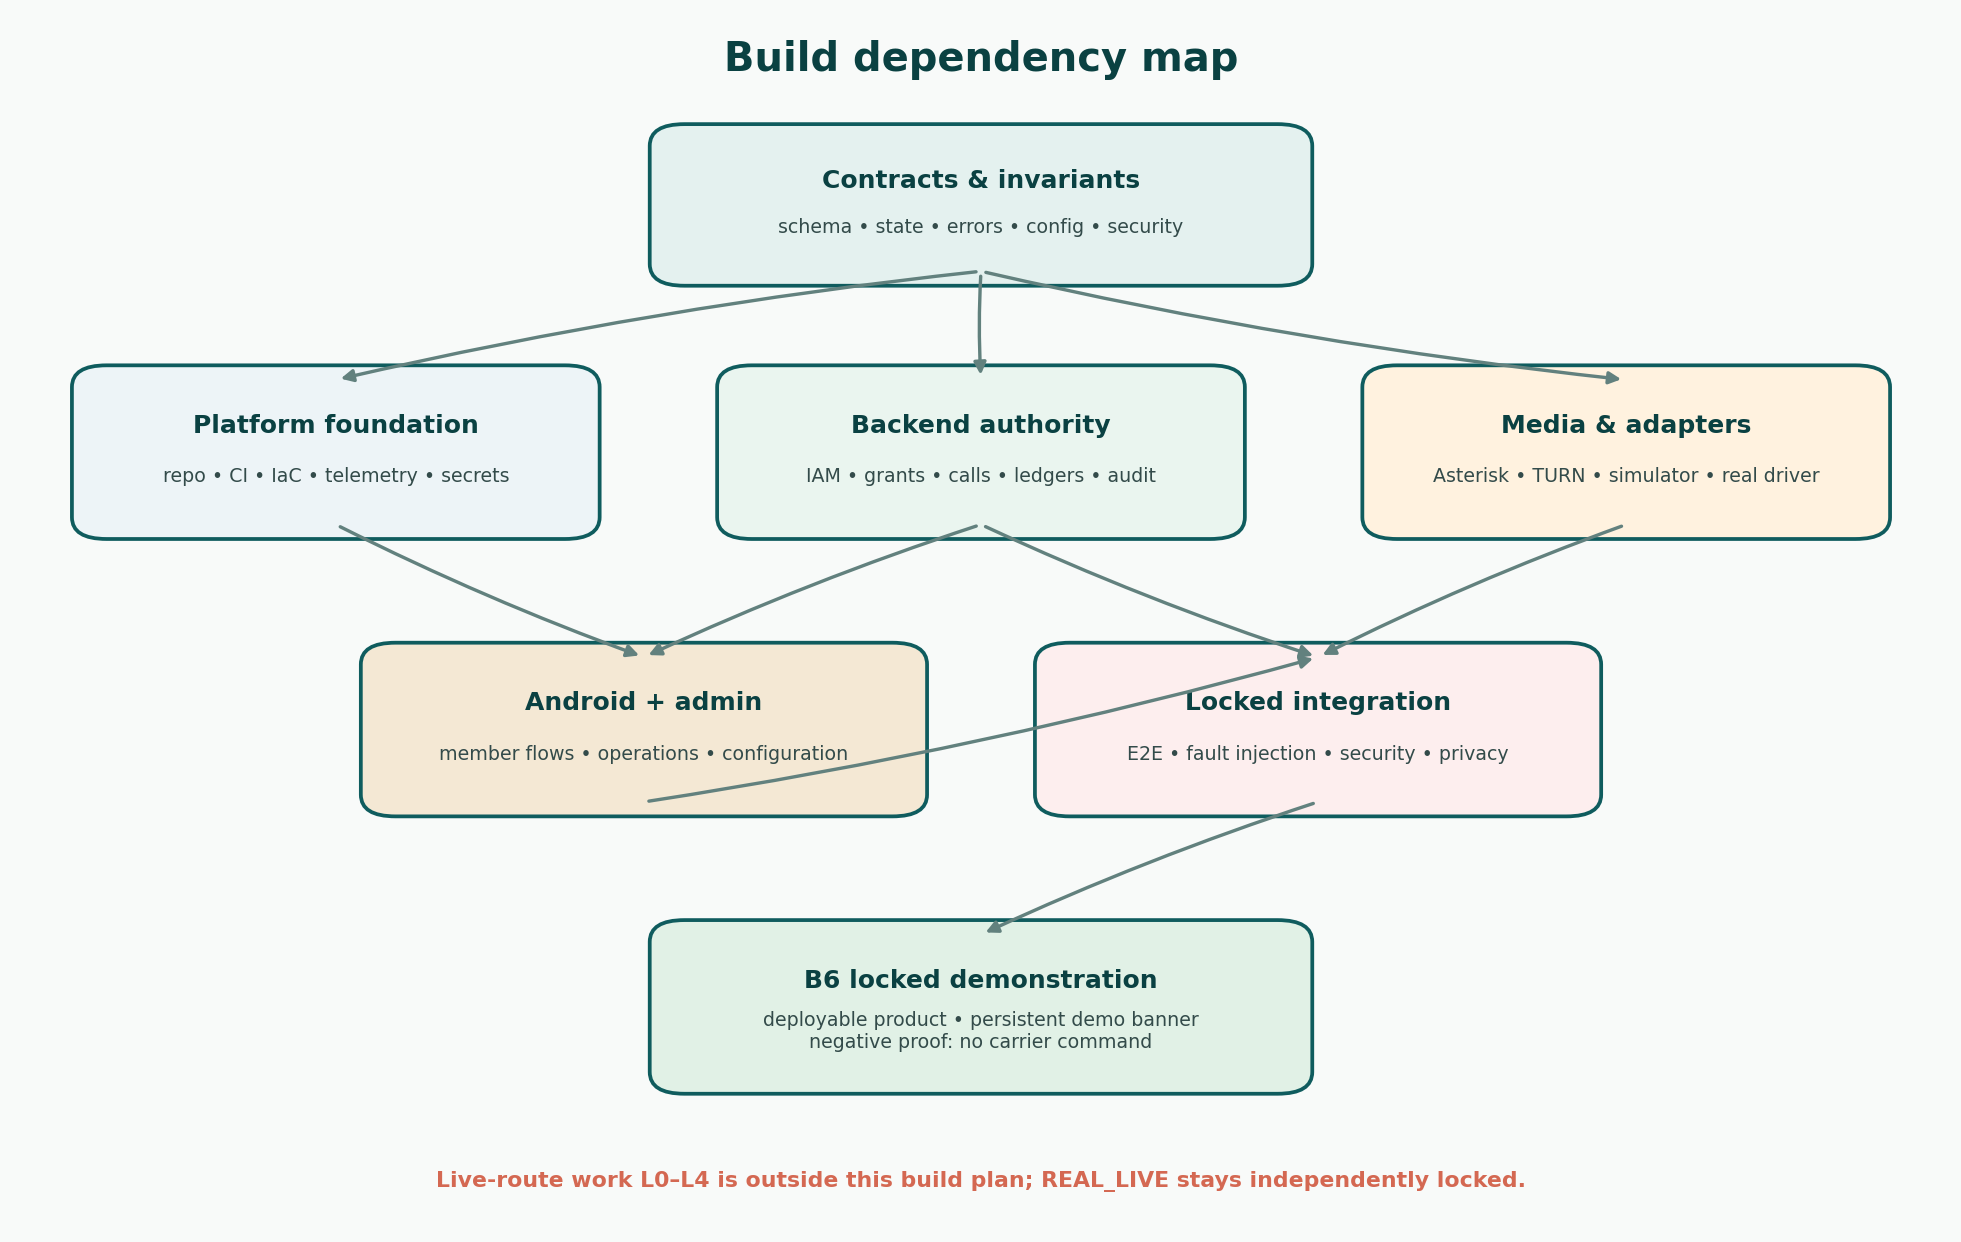 Build dependency map
Contracts & invariants
schema • state • errors • config • security
Platform foundation
repo • CI • IaC • telemetry • secrets
Backend authority
IAM • grants • calls • ledgers • audit
Media & adapters
Asterisk • TURN • simulator • real driver
Android + admin
member flows • operations • configuration
Locked integration
E2E • fault injection • security • privacy
B6 locked demonstration
deployable product • persistent demo banner
negative proof: no carrier command
Live-route work L0–L4 is outside this build plan; REAL_LIVE stays independently locked.